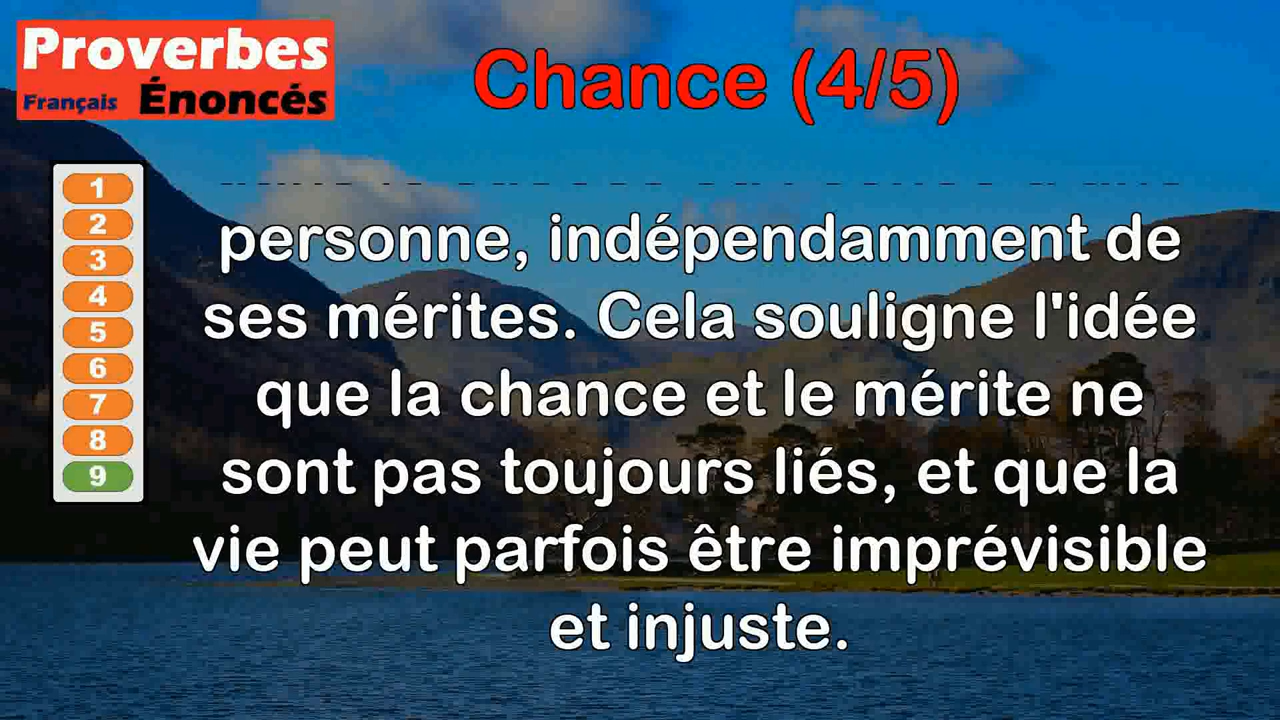 Proverbes
Français Énoncés
Chance (4/5)
1
2
3
4
5
6
7
8
9
personne, indépendamment de
ses mérites. Cela souligne l'idée
que la chance et le mérite ne
sont pas toujours liés, et que la
vie peut parfois être imprévisible
et injuste.